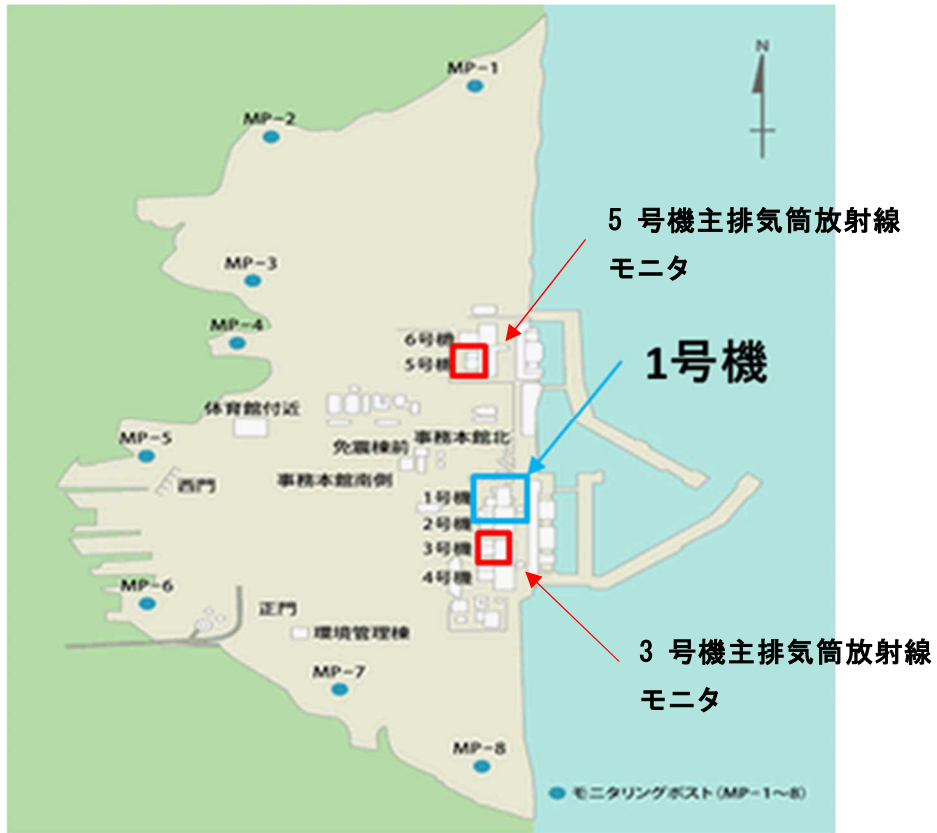 MP-1
N
MP-2
5 号機主排気筒放射線
モニタ
MP-3
MP-4
6号機
5号機
1号機
体育館付近
MP-5
免震棟前
事務本館北
西門
事務本館南側
1号機
2号機
3号機
4号機
MP-6
正門
環境管理棟
3 号機主排気筒放射線
モニタ
MP-7
MP-8
モニタリングポスト(MP-1〜8)